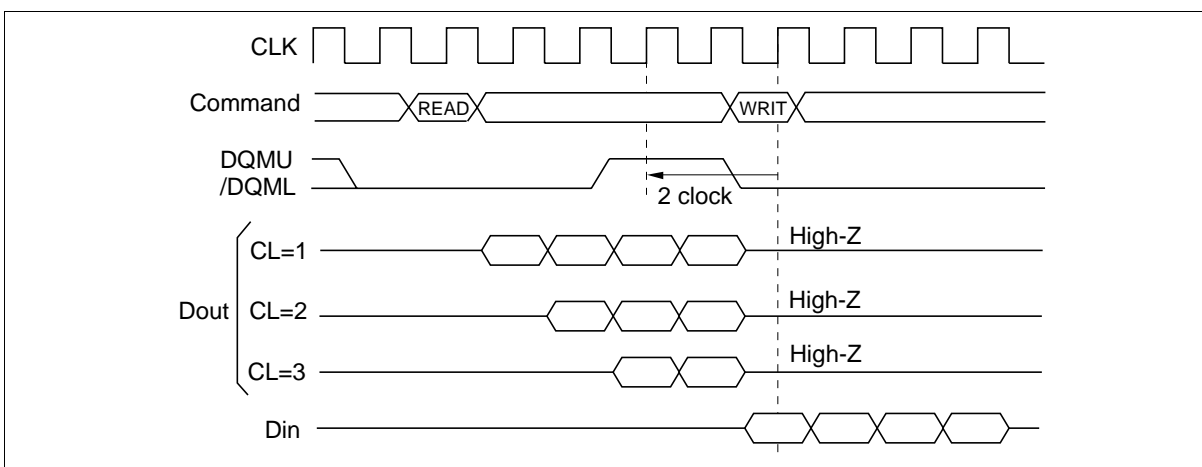 CLK
Command READ WRIT
DQMU
/DQML
2 clock
CL=1 High-Z
Dout CL=2 High-Z
CL=3 High-Z
Din